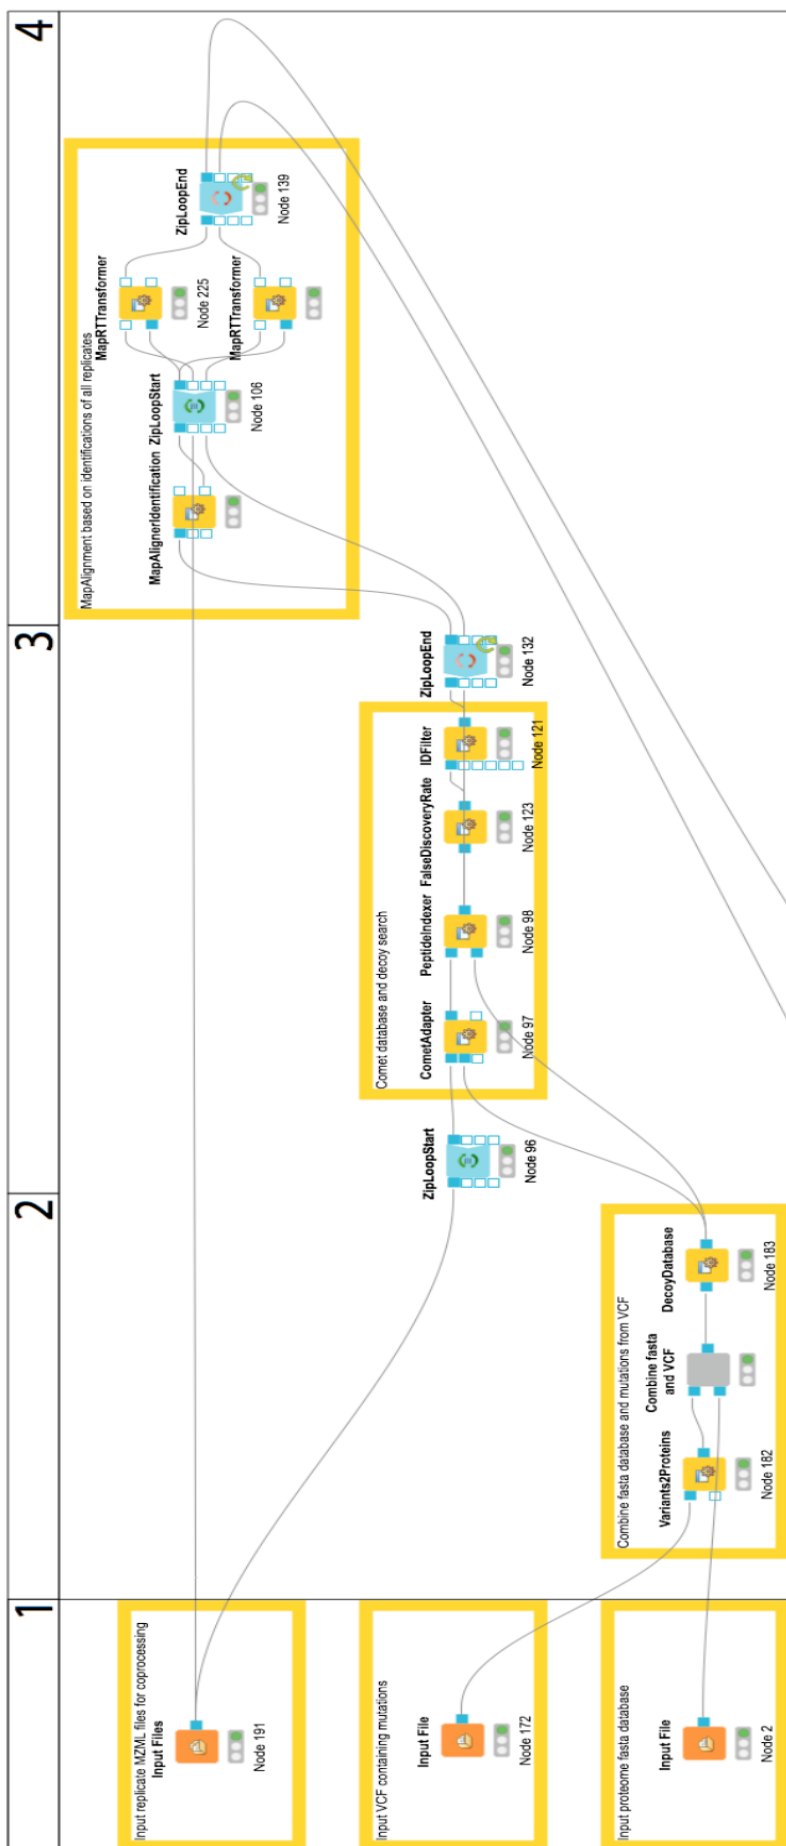 1
2
3
4
Input replicate MZML files for coprocessing
Input Files
Node 191
Input VCF containing mutations
Input File
Node 172
Input proteome fasta database
Input File
Node 2
Combine fasta database and mutations from VCF
Variants2Proteins
Node 182
Combine fasta
and VCF
DecoyDatabase
Node 183
ZipLoopStart
Node 96
Comet database and decoy search
CometAdapter
Node 97
PeptideIndexer
Node 98
FalseDiscoveryRate
Node 123
IDFilter
Node 121
ZipLoopEnd
Node 132
MapAlignment based on identifications of all replicates
MapAlignerIdentification
ZipLoopStart
Node 106
MapRTTransformer
Node 225
MapRTTransformer
ZipLoopEnd
Node 139